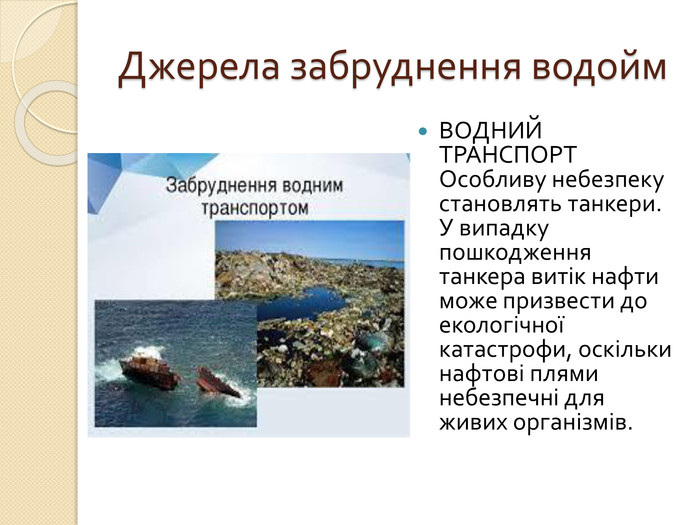 Джерела забруднення водойм
Забруднення водним
транспортом
ВОДНИЙ
ТРАНСПОРТ
Особливу небезпеку
становлять танкери.
У випадку
пошкодження
танкера витік нафти
може призвести до
екологічної
катастрофи, оскільки
нафтові плями
небезпечні для
живих організмів.